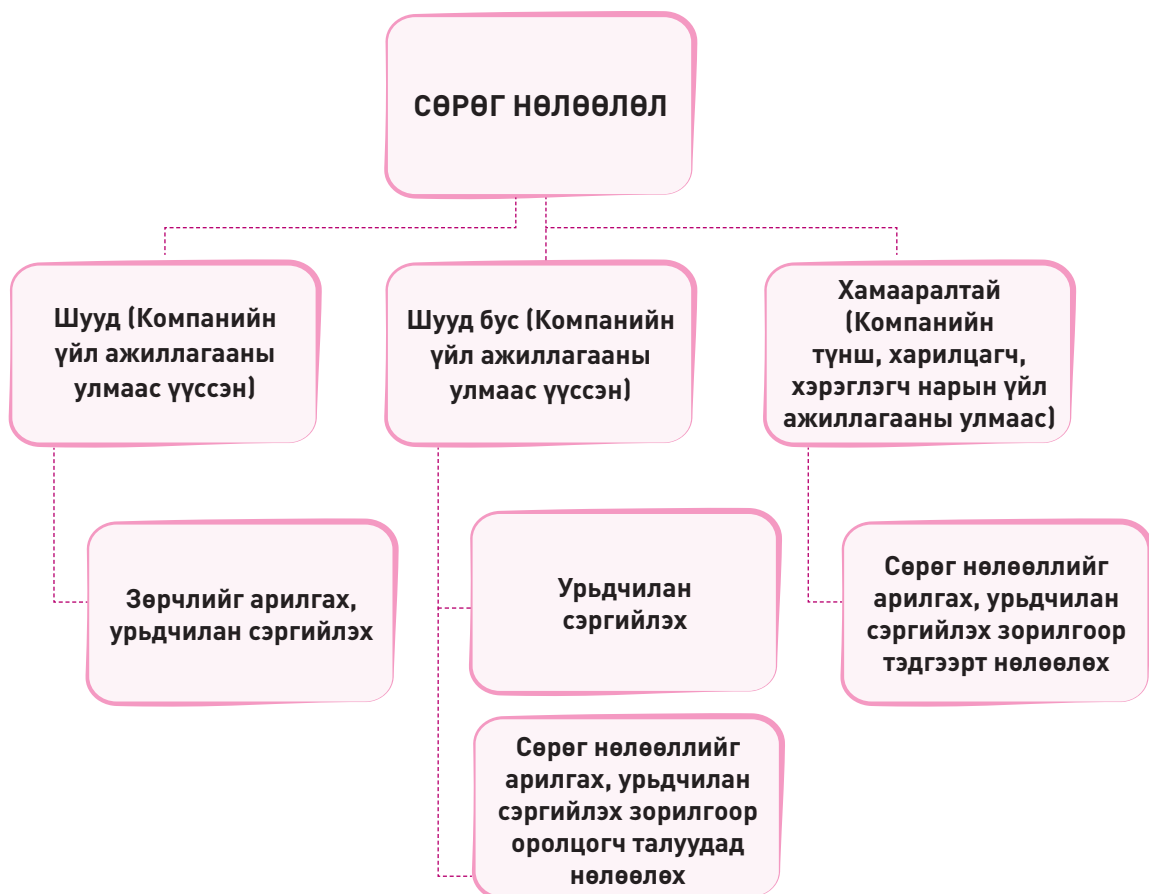 СӨРӨГ НӨЛӨӨЛӨЛ
Шууд (Компанийн
үйл ажиллагааны
улмаас үүссэн)
Шууд бус (Компанийн
үйл ажиллагааны
улмаас үүссэн)
Хамааралтай
(Компанийн
түнш, харилцагч,
хэрэглэгч нарын үйл
ажиллагааны улмаас)
Зөрчлийг арилгах,
урьдчилан сэргийлэх
Урьдчилан
сэргийлэх
Сөрөг нөлөөллийг
арилгах, урьдчилан
сэргийлэх зорилгоор
тэдгээрт нөлөөлөх
Сөрөг нөлөөллийг
арилгах, урьдчилан
сэргийлэх зорилгоор
оролцогч талуудад
нөлөөлөх